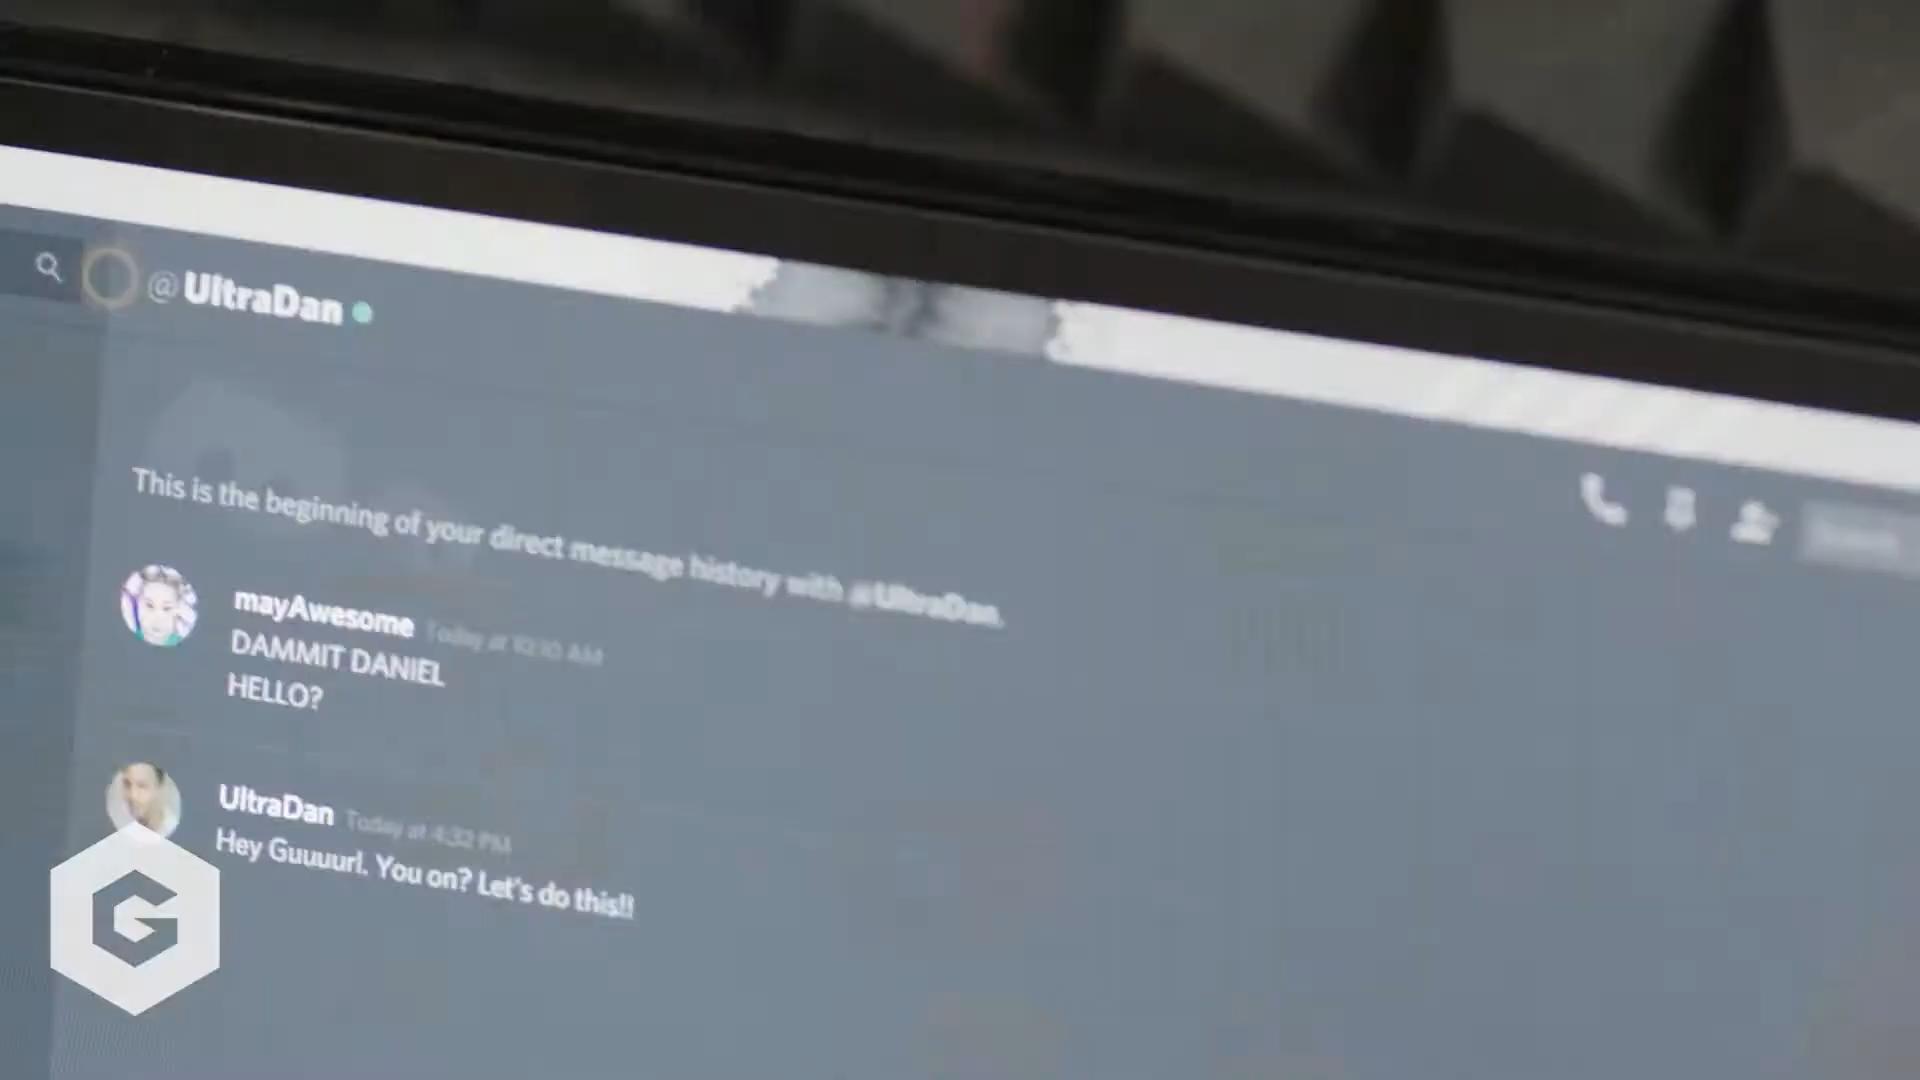 @UltraDan
This is the beginning of your direct message history with @UltraDan.
mayAwesome Today at 10:10 AM
DAMMIT DANIEL
HELLO?
UltraDan Today at 4:32 PM
Hey Guuuurl. You on? Let's do this!!
G